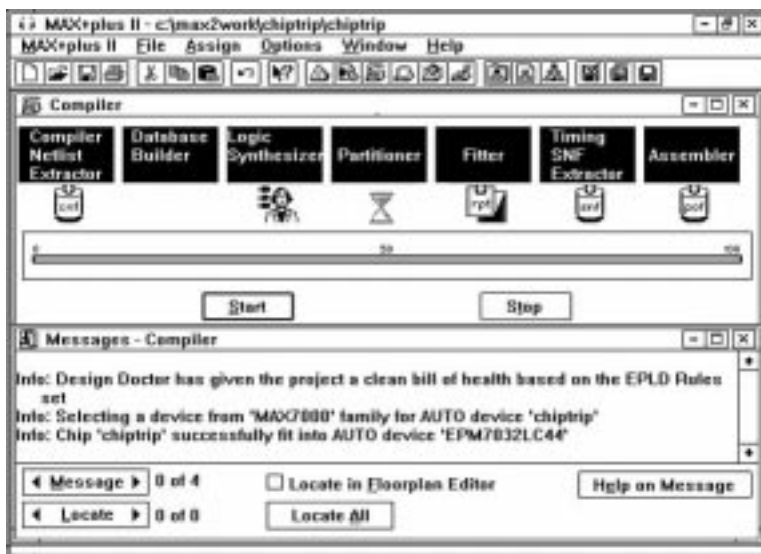 MAX+plus II - c:\max2work\chiptrip\chiptrip
MAX+plus II File Assign Options Window Help
Compiler
Compiler Netlist Extractor
Database Builder
Logic Synthesizer
Partitioner
Fitter
Timing SNF Extractor
Assembler
cnf
rpt
snf
pof
0 50 100
Start Stop
Messages - Compiler
Info: Design Doctor has given the project a clean bill of health based on the EPLD Rules
set
Info: Selecting a device from 'MAX7000' family for AUTO device 'chiptrip'
Info: Chip 'chiptrip' successfully fit into AUTO device 'EPM7032LC44'
Message 0 of 4 Locate in Floorplan Editor Help on Message
Locate 0 of 0 Locate All